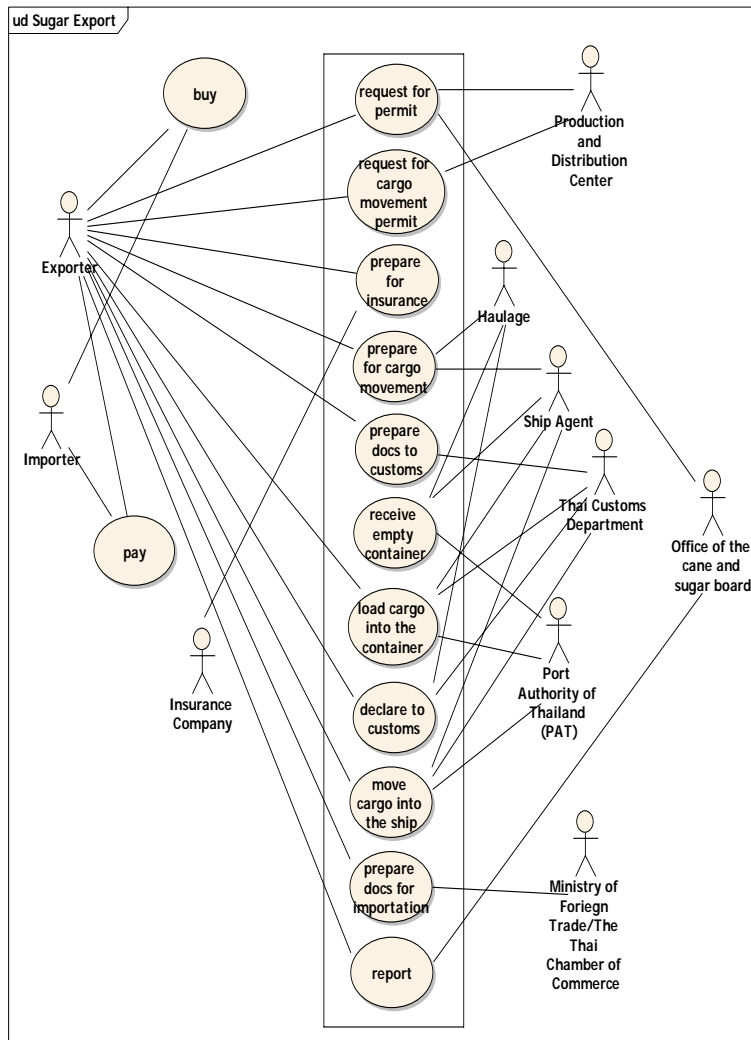 ud Sugar Export
buy
request for
permit
Production
and
Distribution
Center
request for
cargo
movement
permit
Exporter
prepare
for
insurance
Haulage
prepare
for cargo
movement
Ship Agent
Importer
prepare
docs to
customs
Thai Customs
Department
receive
empty
container
Office of the
cane and
sugar board
pay
load cargo
into the
container
Insurance
Company
Port
Authority of
Thailand
(PAT)
declare to
customs
move
cargo into
the ship
prepare
docs for
importation
Ministry of
Foriegn
Trade/The
Thai
Chamber of
Commerce
report